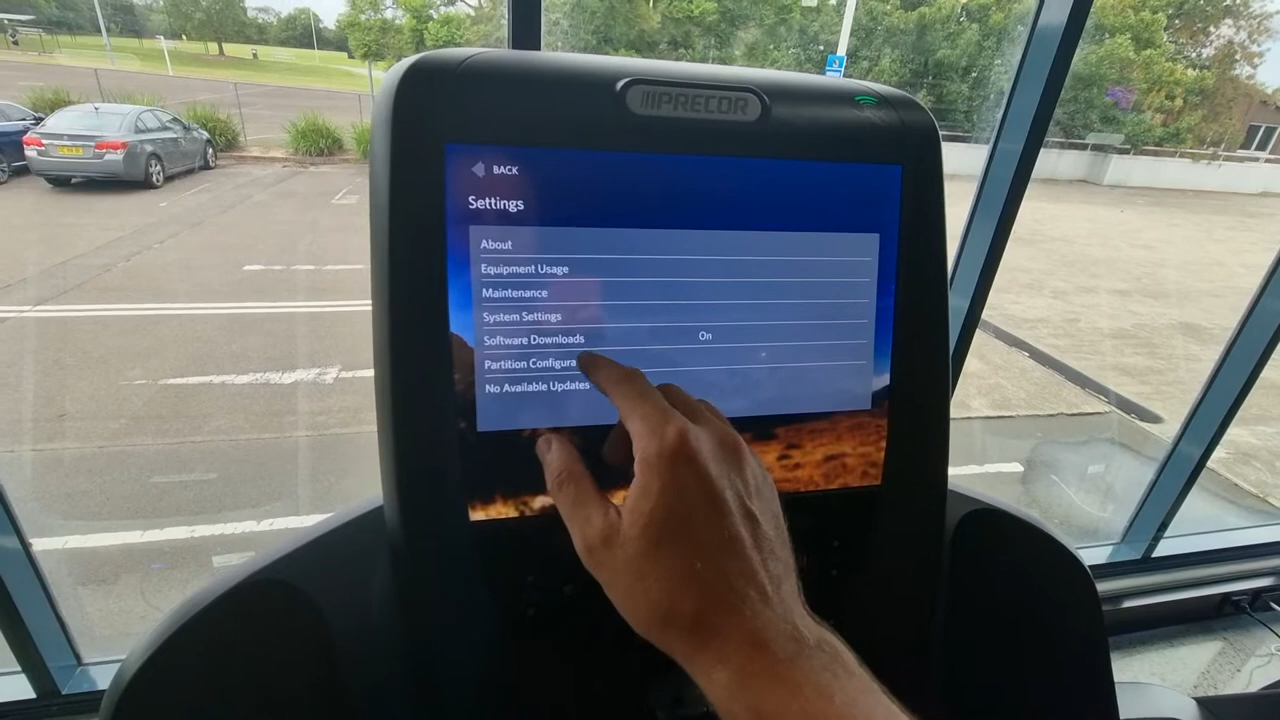 PRECOR
BACK
Settings
About
Equipment Usage
Maintenance
System Settings
Software Downloads On
Partition Configura
No Available Updates